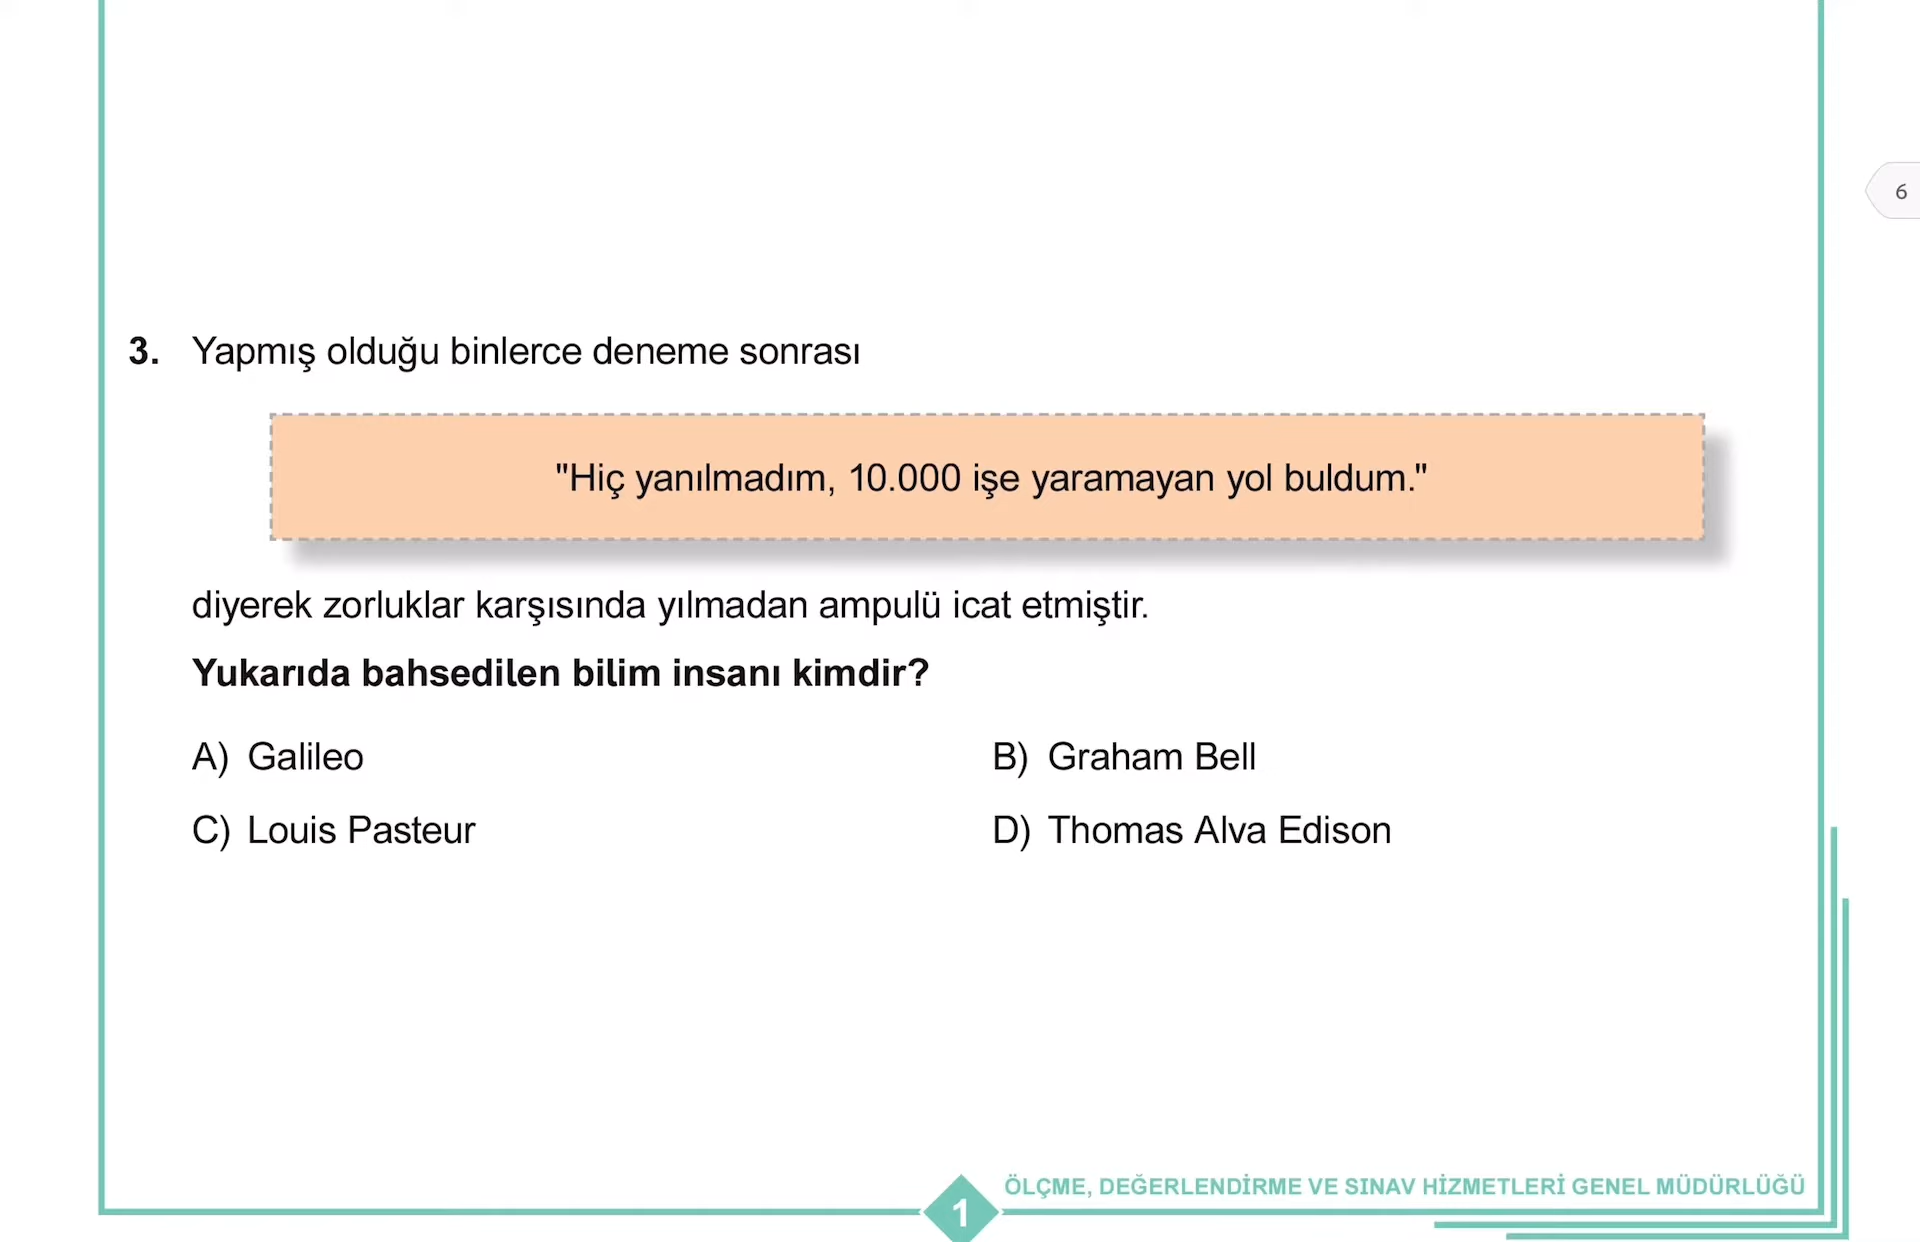 6
3. Yapmış olduğu binlerce deneme sonrası
"Hiç yanılmadım, 10.000 işe yaramayan yol buldum."
diyerek zorluklar karşısında yılmadan ampulü icat etmiştir.
Yukarıda bahsedilen bilim insanı kimdir?
A) Galileo
B) Graham Bell
C) Louis Pasteur
D) Thomas Alva Edison
ÖLÇME, DEĞERLENDİRME VE SINAV HİZMETLERİ GENEL MÜDÜRLÜĞÜ
1